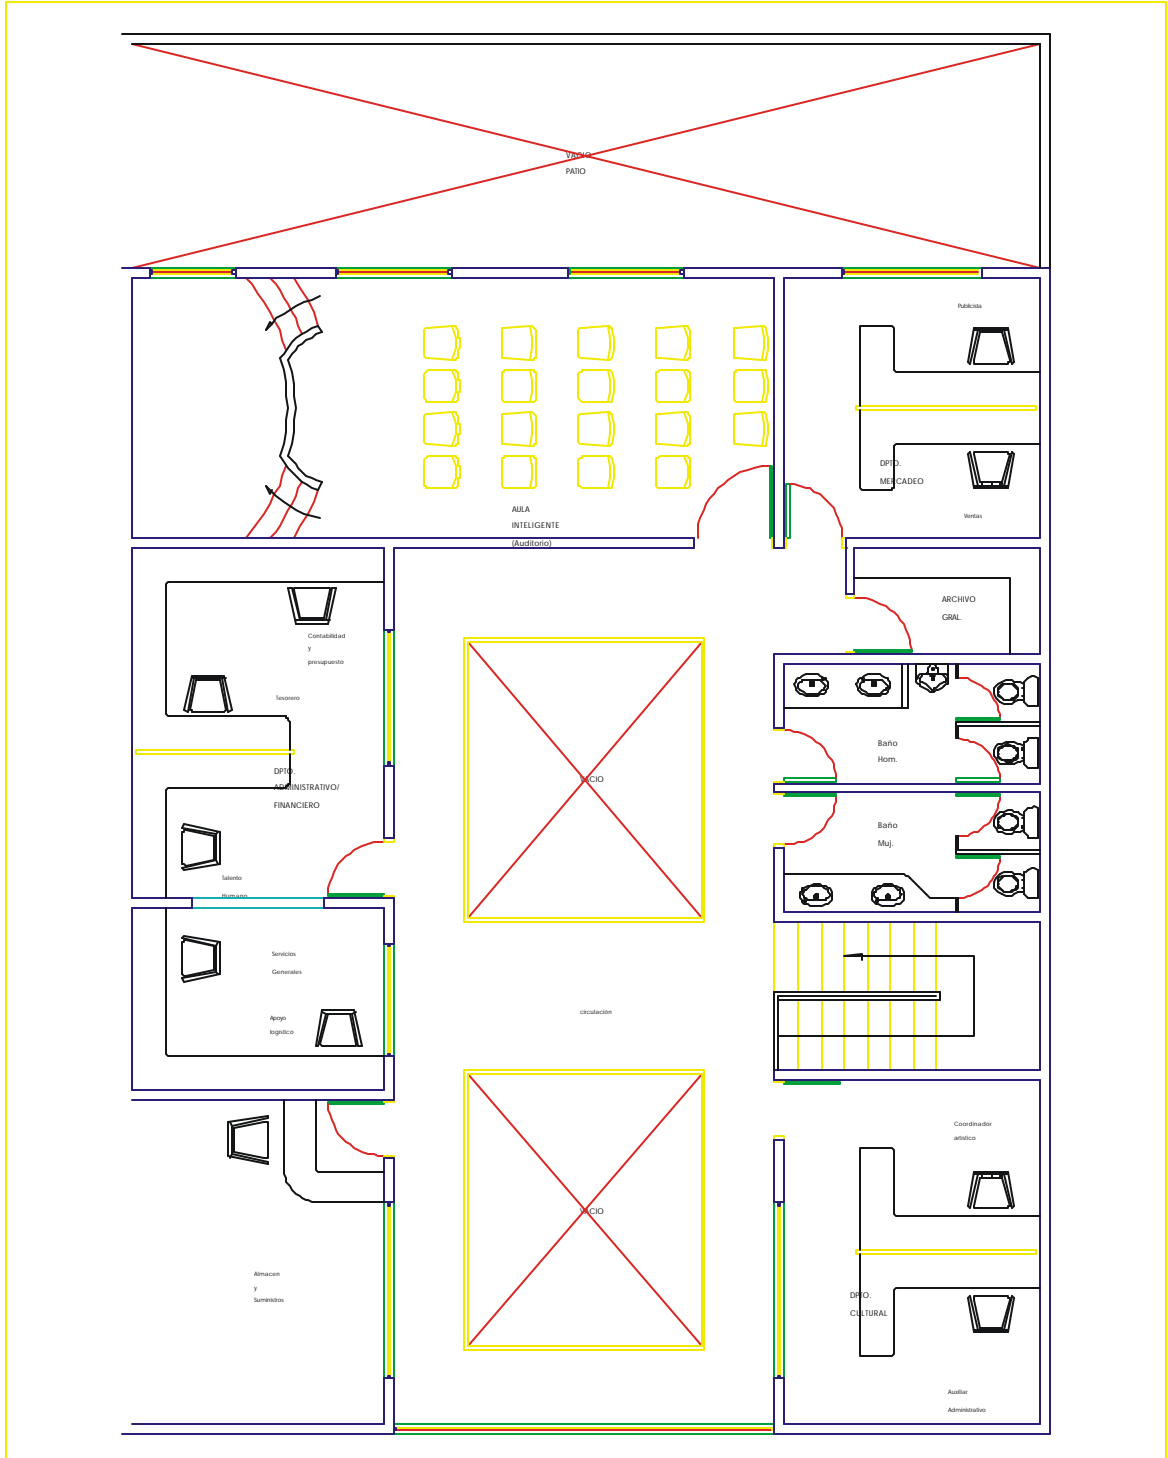 VACIO
PATIO
Publicista
DPTO.
MERCADEO
Ventas
AULA
INTELIGENTE
(Auditorio)
ARCHIVO
GRAL.
Contabilidad
y
presupuesto
Tesorero
DPTO.
ADMINISTRATIVO/
FINANCIERO
Talento
Humano
VACIO
Baño
Hom.
Baño
Muj.
Servicios
Generales
Apoyo
logístico
circulación
Coordinador
artistico
VACIO
Almacen
y
Suministros
DPTO.
CULTURAL
Auxiliar
Administrativo